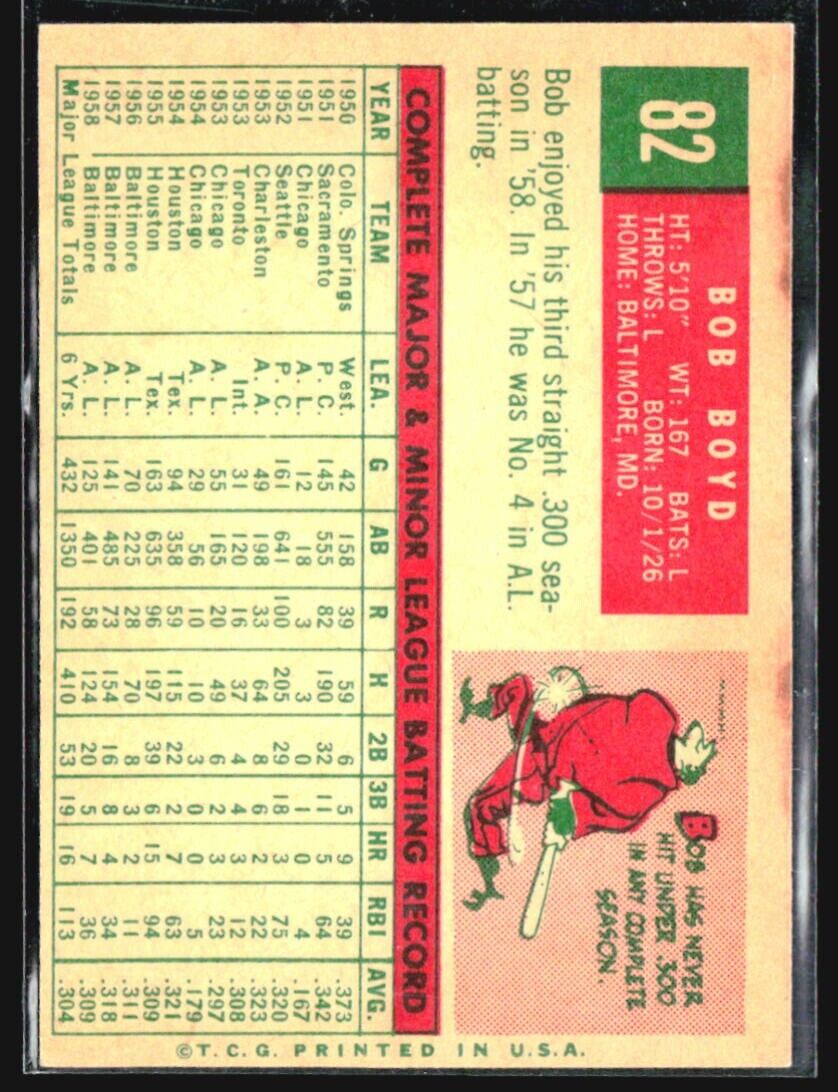 82
BOB BOYD
HT: 5'10" WT: 167 BATS: L
THROWS: L BORN: 10/1/26
HOME: BALTIMORE, MD.
Bob enjoyed his third straight .300 sea-
son in '58. In '57 he was No. 4 in A.L.
batting.
BOB HAS NEVER
HIT UNDER .300
IN ANY COMPLETE
SEASON.
COMPLETE MAJOR & MINOR LEAGUE BATTING RECORD
YEAR TEAM LEA. G AB R H 2B 3B HR RBI AVG.
1950 Colo. Springs West. 42 158 39 59 6 5 9 39 .373
1951 Sacramento P. C. 145 555 82 190 32 11 5 64 .342
1951 Chicago A. L. 12 18 3 3 0 1 0 4 .167
1952 Seattle P. C. 161 641 100 205 29 18 3 75 .320
1953 Charleston A. A. 49 198 33 64 8 6 2 22 .323
1953 Toronto Int. 31 120 16 37 4 4 3 12 .308
1953 Chicago A. L. 55 165 20 49 6 2 3 23 .297
1954 Chicago A. L. 29 56 10 10 3 0 0 5 .179
1954 Houston Tex. 94 358 59 115 22 2 7 63 .321
1955 Houston Tex. 163 635 96 197 39 6 15 94 .309
1956 Baltimore A. L. 70 225 28 70 8 3 2 11 .311
1957 Baltimore A. L. 141 485 73 154 16 8 4 34 .318
1958 Baltimore A. L. 125 401 58 124 20 5 7 36 .309
Major League Totals 6 Yrs. 432 1350 192 410 53 19 16 113 .304
©T.C.G. PRINTED IN U.S.A.